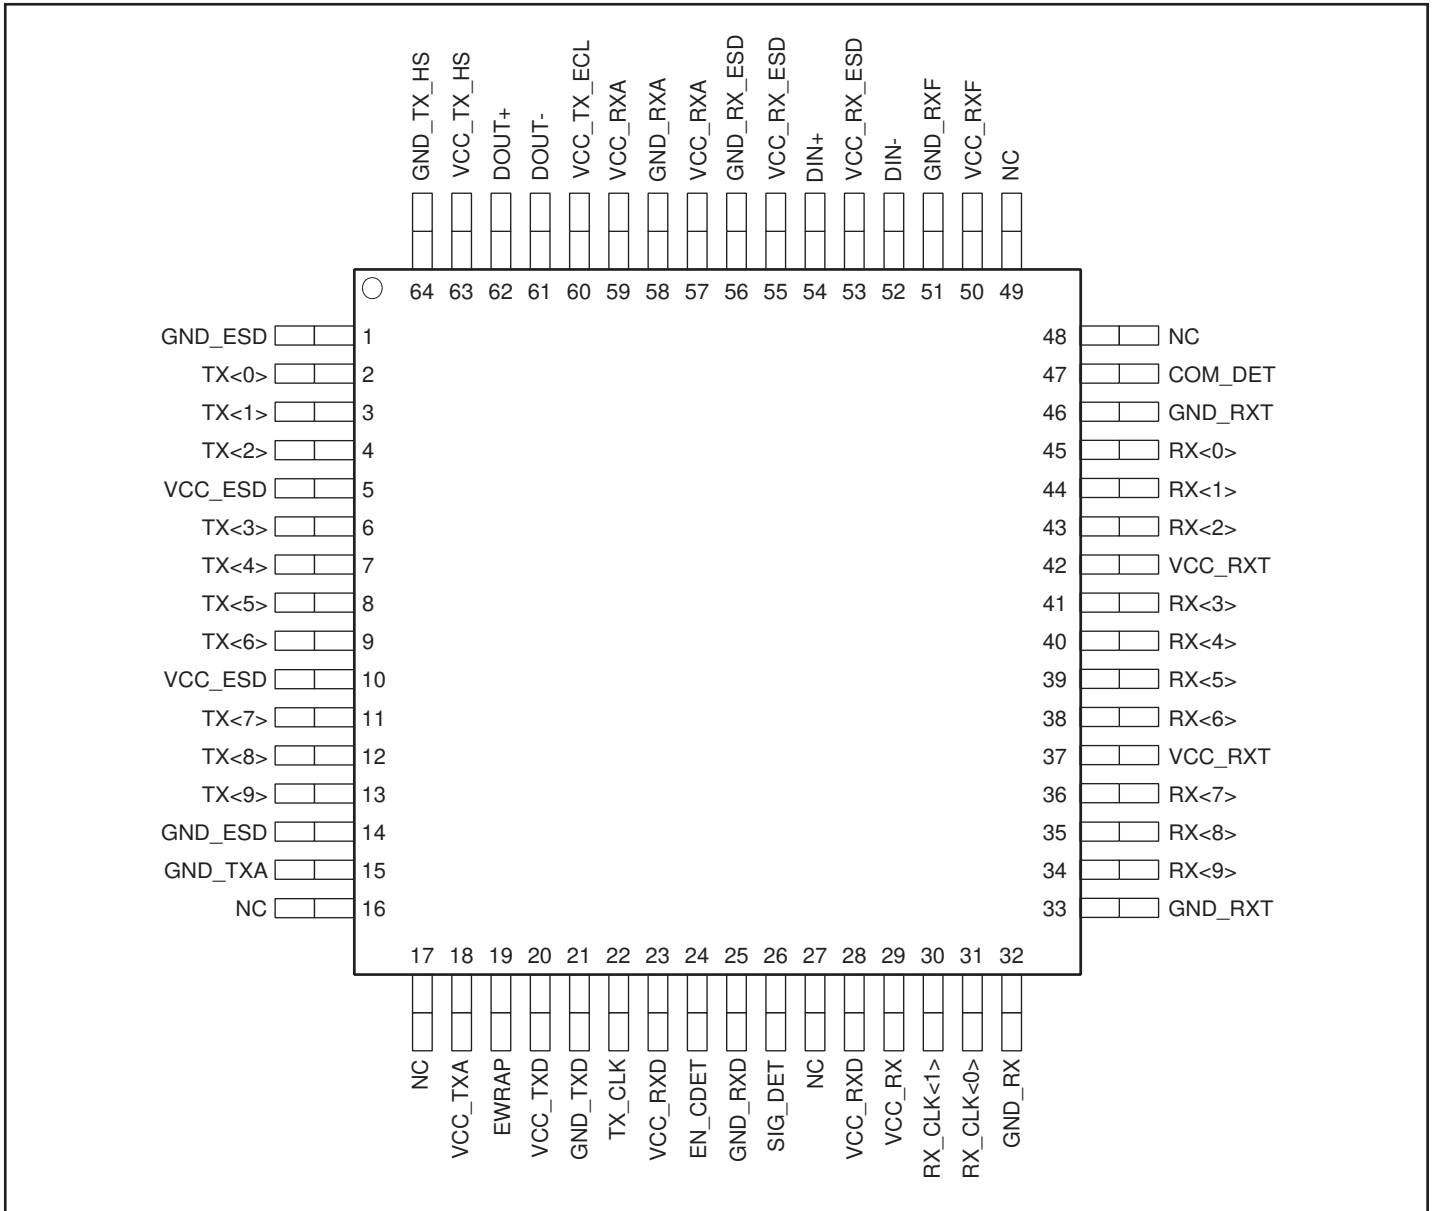 GND_TX_HS
VCC_TX_HS
DOUT+
DOUT-
VCC_TX_ECL
VCC_RXA
GND_RXA
VCC_RXA
GND_RX_ESD
VCC_RX_ESD
DIN+
VCC_RX_ESD
DIN-
GND_RXF
VCC_RXF
NC
64 63 62 61 60 59 58 57 56 55 54 53 52 51 50 49
GND_ESD 1 48 NC
TX<0> 2 47 COM_DET
TX<1> 3 46 GND_RXT
TX<2> 4 45 RX<0>
VCC_ESD 5 44 RX<1>
TX<3> 6 43 RX<2>
TX<4> 7 42 VCC_RXT
TX<5> 8 41 RX<3>
TX<6> 9 40 RX<4>
VCC_ESD 10 39 RX<5>
TX<7> 11 38 RX<6>
TX<8> 12 37 VCC_RXT
TX<9> 13 36 RX<7>
GND_ESD 14 35 RX<8>
GND_TXA 15 34 RX<9>
NC 16 33 GND_RXT
17 18 19 20 21 22 23 24 25 26 27 28 29 30 31 32
NC
VCC_TXA
EWRAP
VCC_TXD
GND_TXD
TX_CLK
VCC_RXD
EN_CDET
GND_RXD
SIG_DET
NC
VCC_RXD
VCC_RX
RX_CLK<1>
RX_CLK<0>
GND_RX